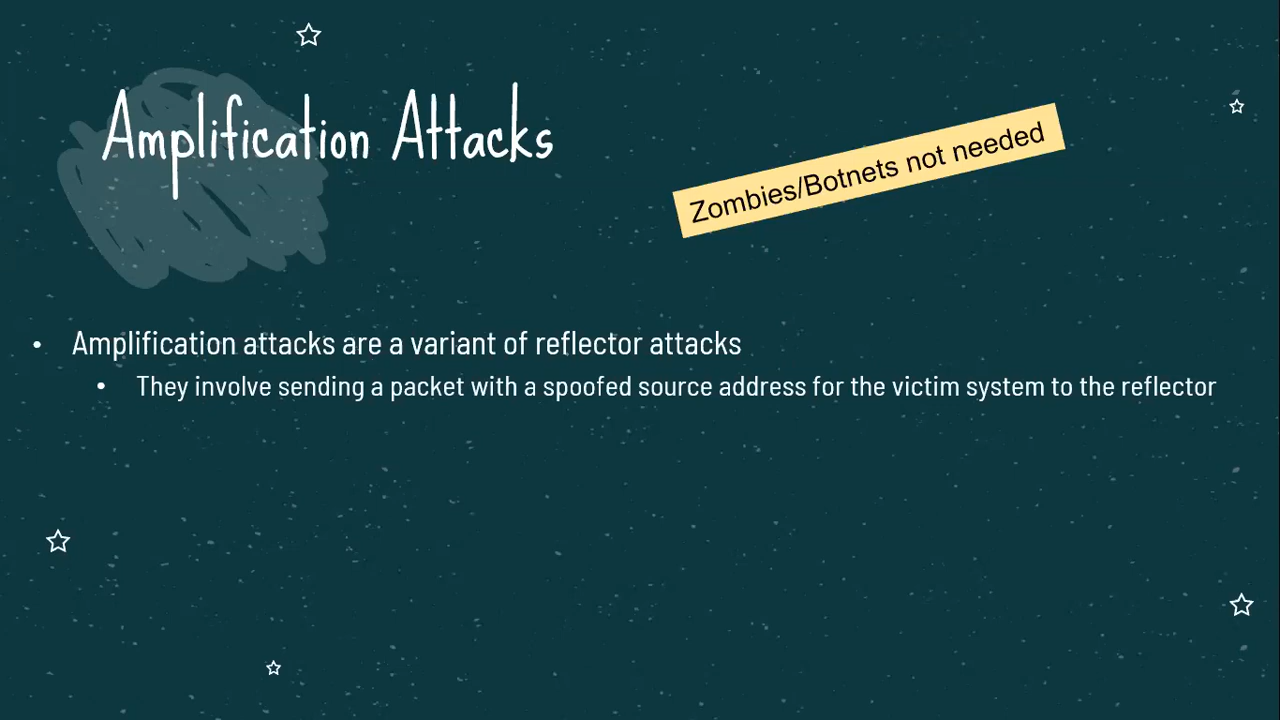 Amplification Attacks
Zombies/Botnets not needed
• Amplification attacks are a variant of reflector attacks
• They involve sending a packet with a spoofed source address for the victim system to the reflector